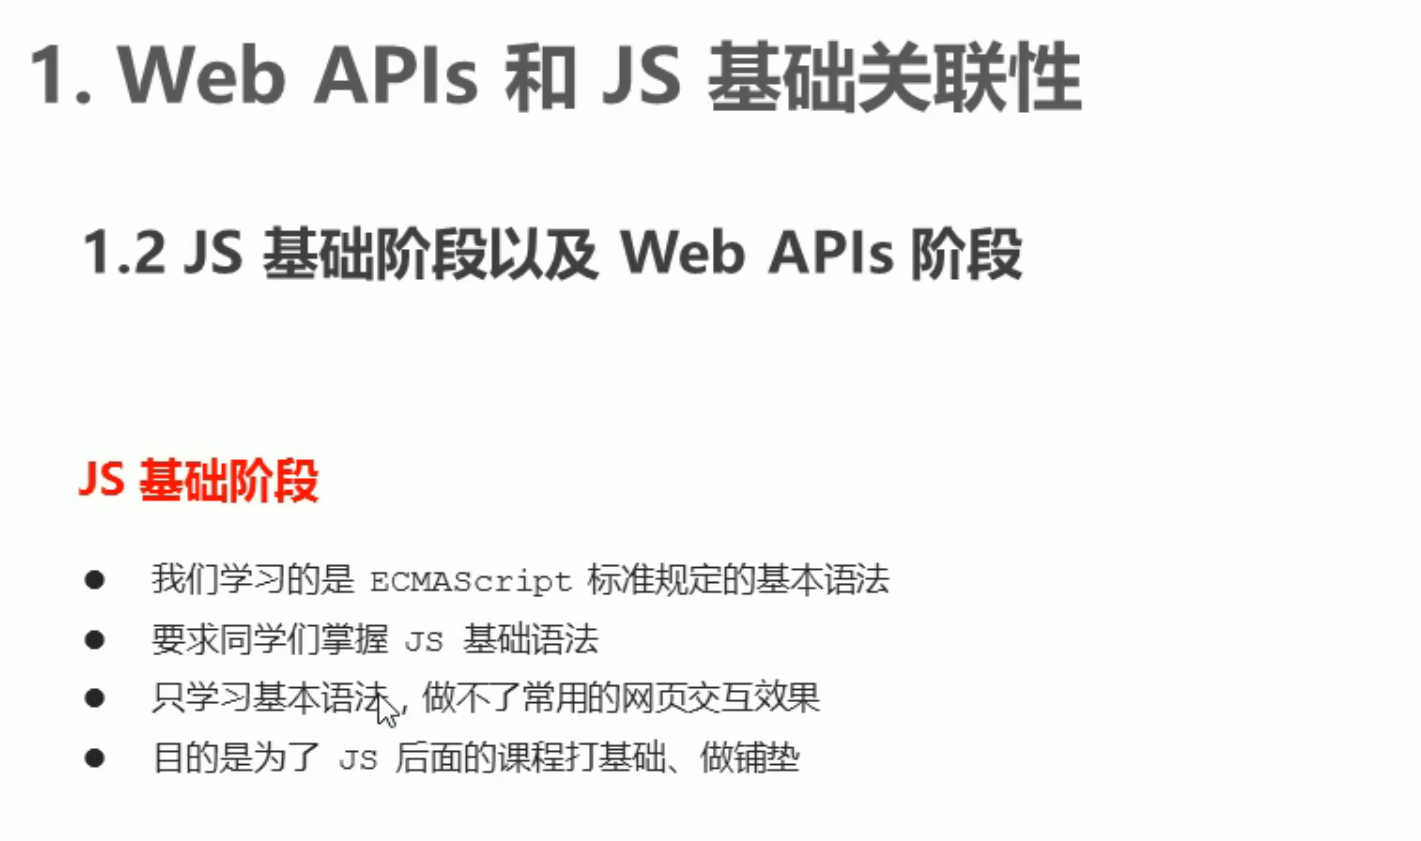 1. Web APIs 和 JS 基础关联性
1.2 JS 基础阶段以及 Web APIs 阶段
JS 基础阶段
● 我们学习的是 ECMAScript 标准规定的基本语法
● 要求同学们掌握 JS 基础语法
● 只学习基本语法，做不了常用的网页交互效果
● 目的是为了 JS 后面的课程打基础、做铺垫